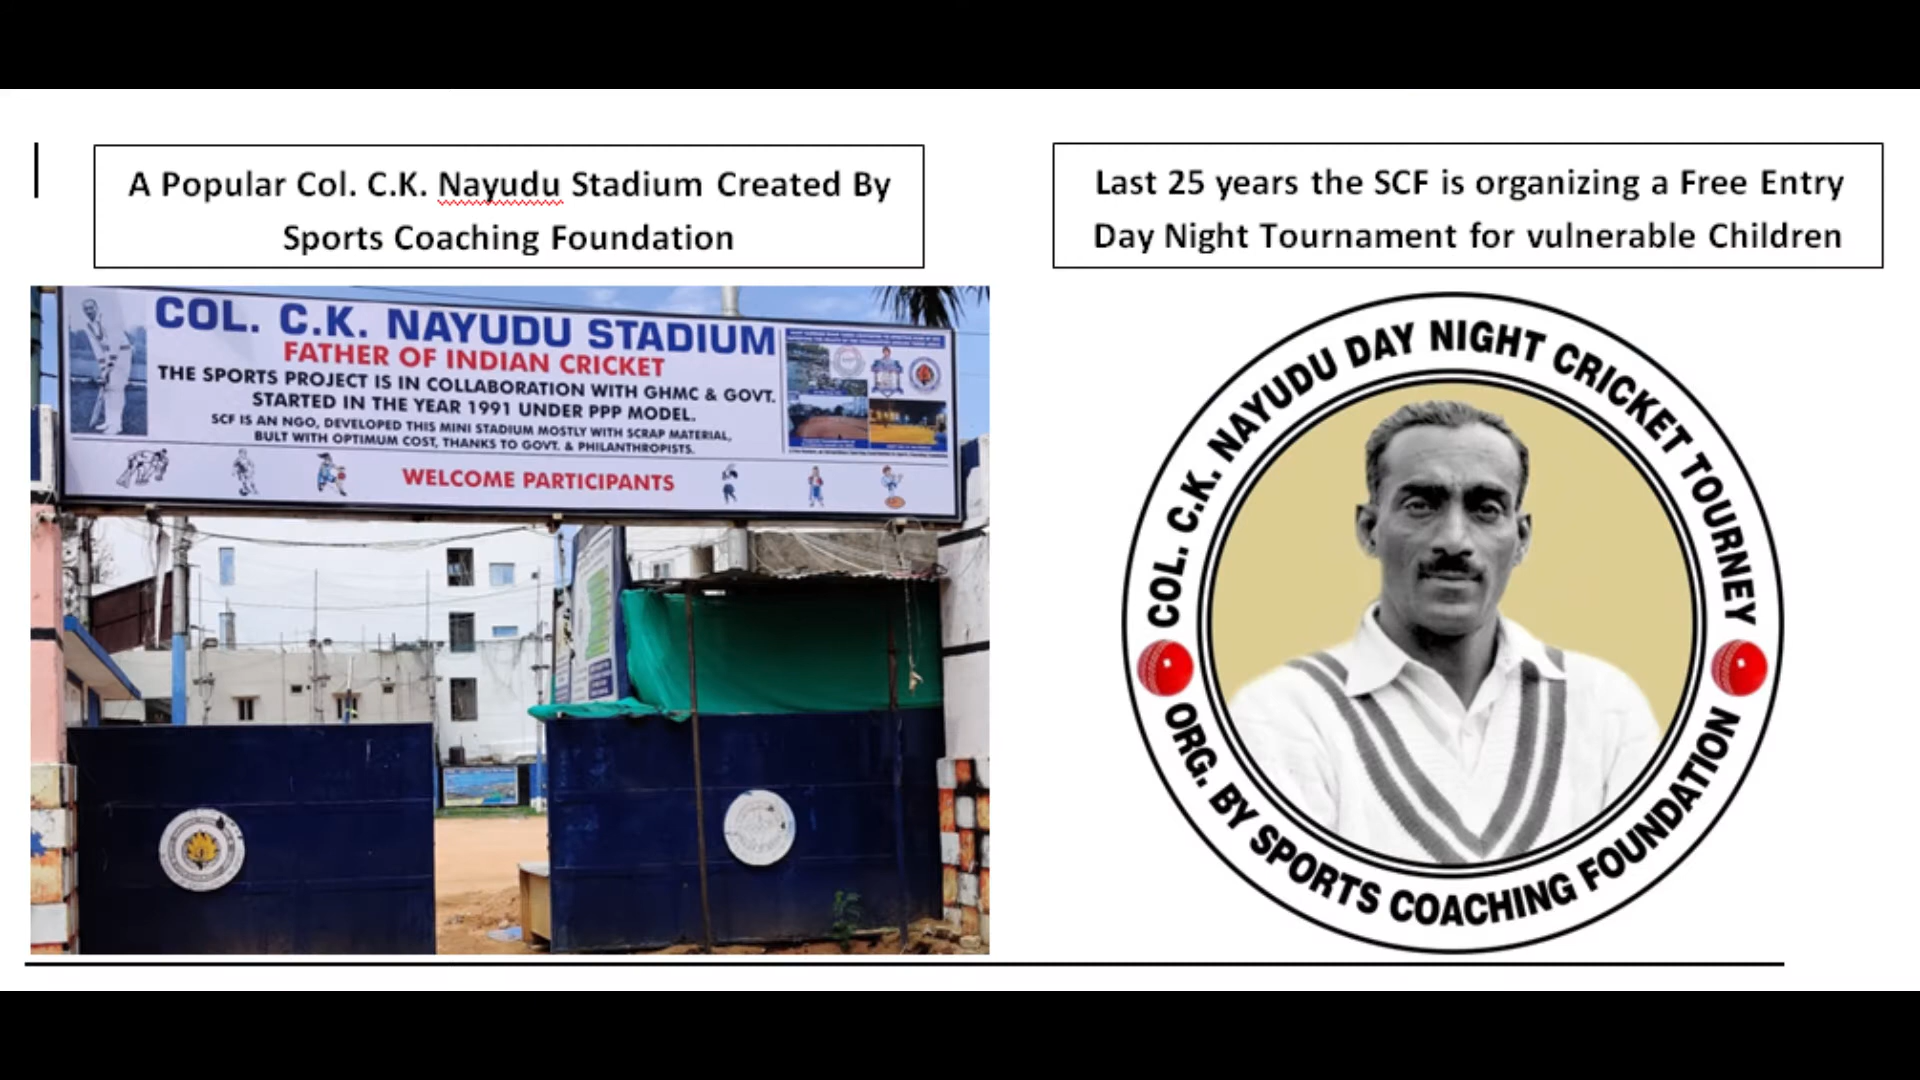 A Popular Col. C.K. Nayudu Stadium Created By
Sports Coaching Foundation
Last 25 years the SCF is organizing a Free Entry
Day Night Tournament for vulnerable Children
COL. C.K. NAYUDU STADIUM
FATHER OF INDIAN CRICKET
THE SPORTS PROJECT IS IN COLLABORATION WITH GHMC & GOVT.
STARTED IN THE YEAR 1991 UNDER PPP MODEL.
SCF IS AN NGO, DEVELOPED THIS MINI STADIUM MOSTLY WITH SCRAP MATERIAL,
BULT WITH OPTIMUM COST, THANKS TO GOVT. & PHILANTHROPISTS.
WELCOME PARTICIPANTS
COL. C.K. NAYUDU DAY NIGHT CRICKET TOURNEY
ORG. BY SPORTS COACHING FOUNDATION